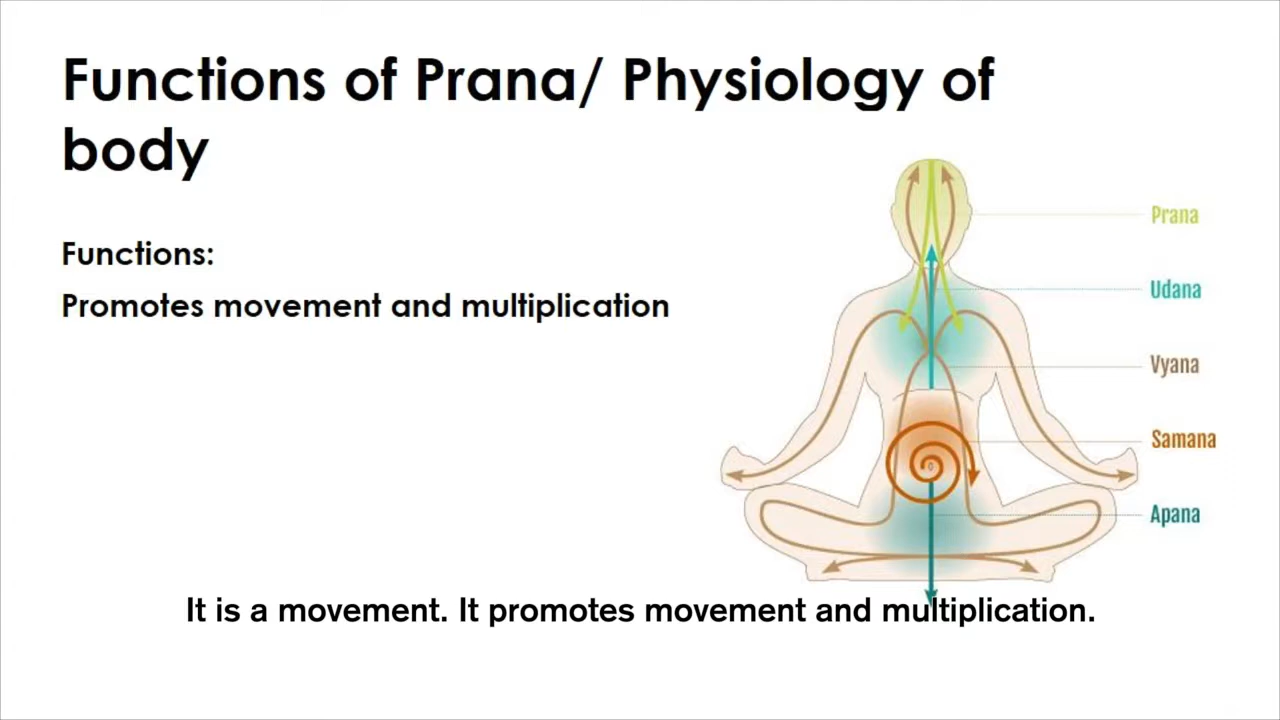 Functions of Prana/ Physiology of
body
Functions:
Promotes movement and multiplication
Prana
Udana
Vyana
Samana
Apana
It is a movement. It promotes movement and multiplication.